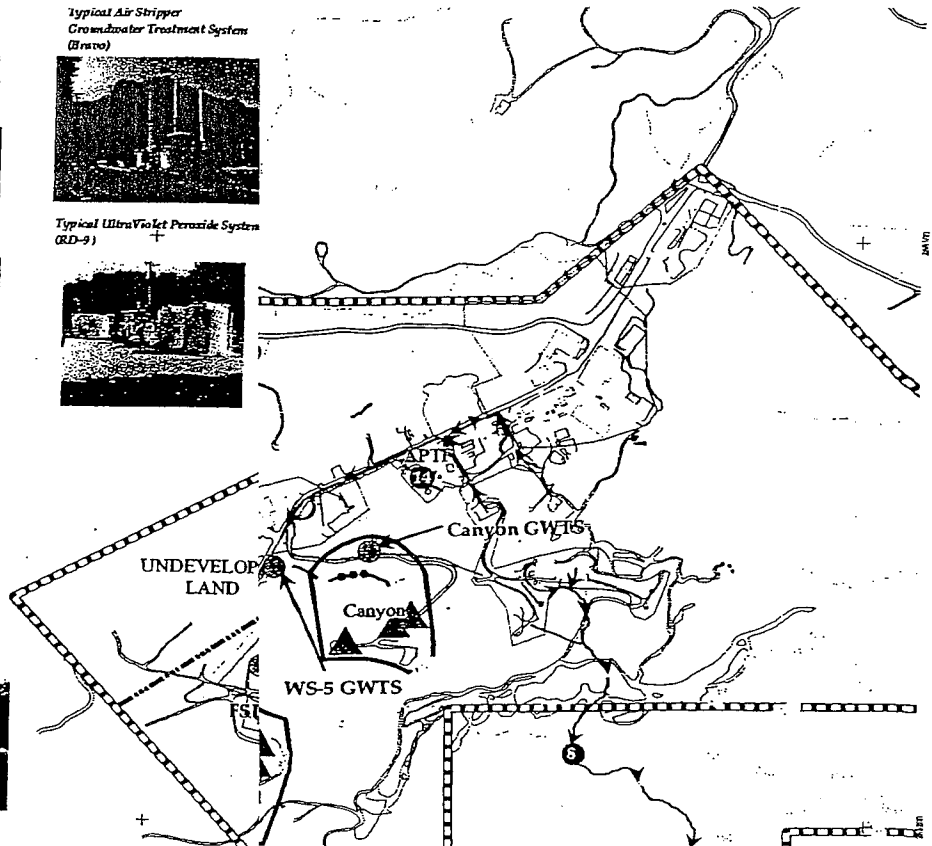 Typical Air Stripper
Groundwater Treatment System
(Bravo)
Typical UltraViolet Peroxide System
(RD-9)
APTF
14
Canyon GWTS
UNDEVELOP
LAND
Canyon
WS-5 GWTS
6